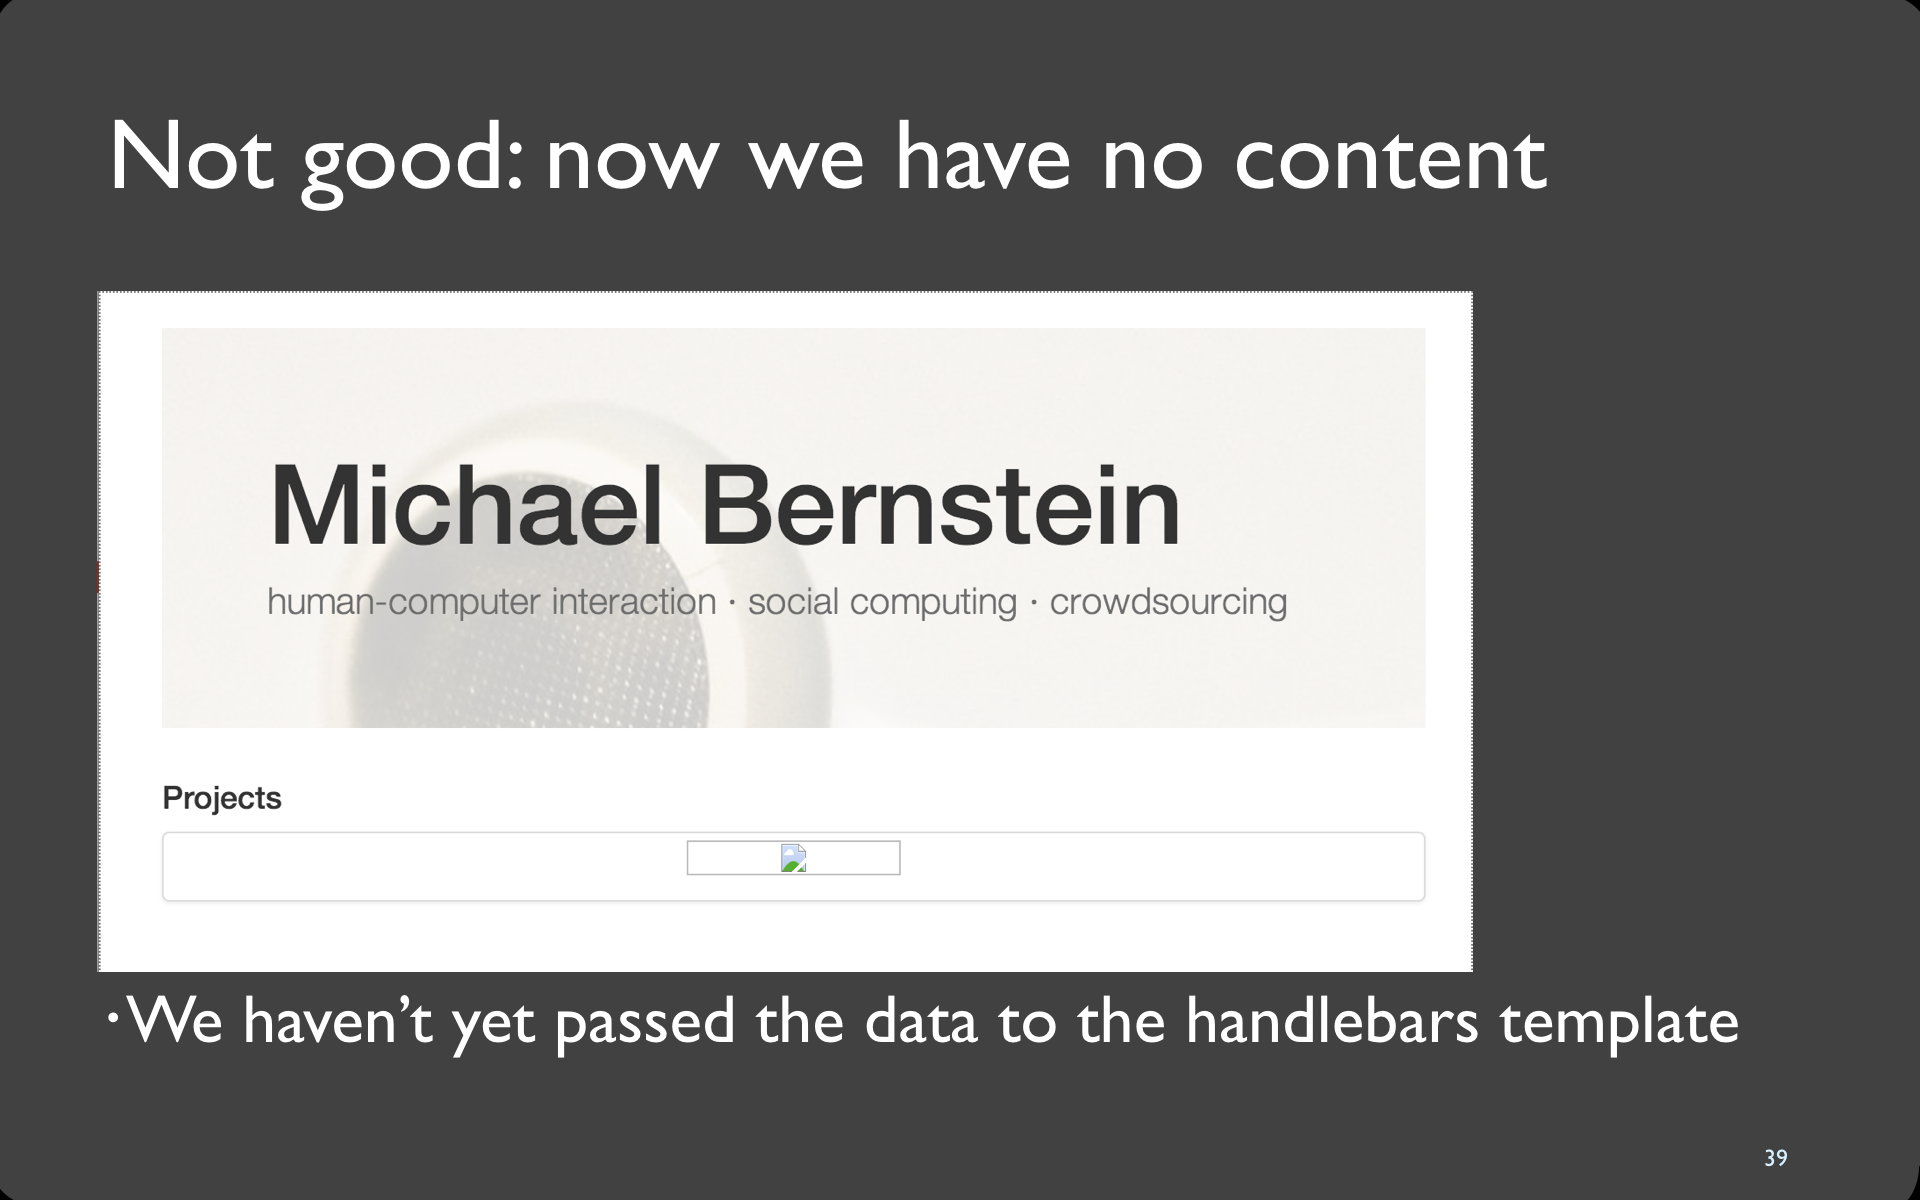 Not good: now we have no content
Michael Bernstein
human-computer interaction · social computing · crowdsourcing
Projects
· We haven’t yet passed the data to the handlebars template
39